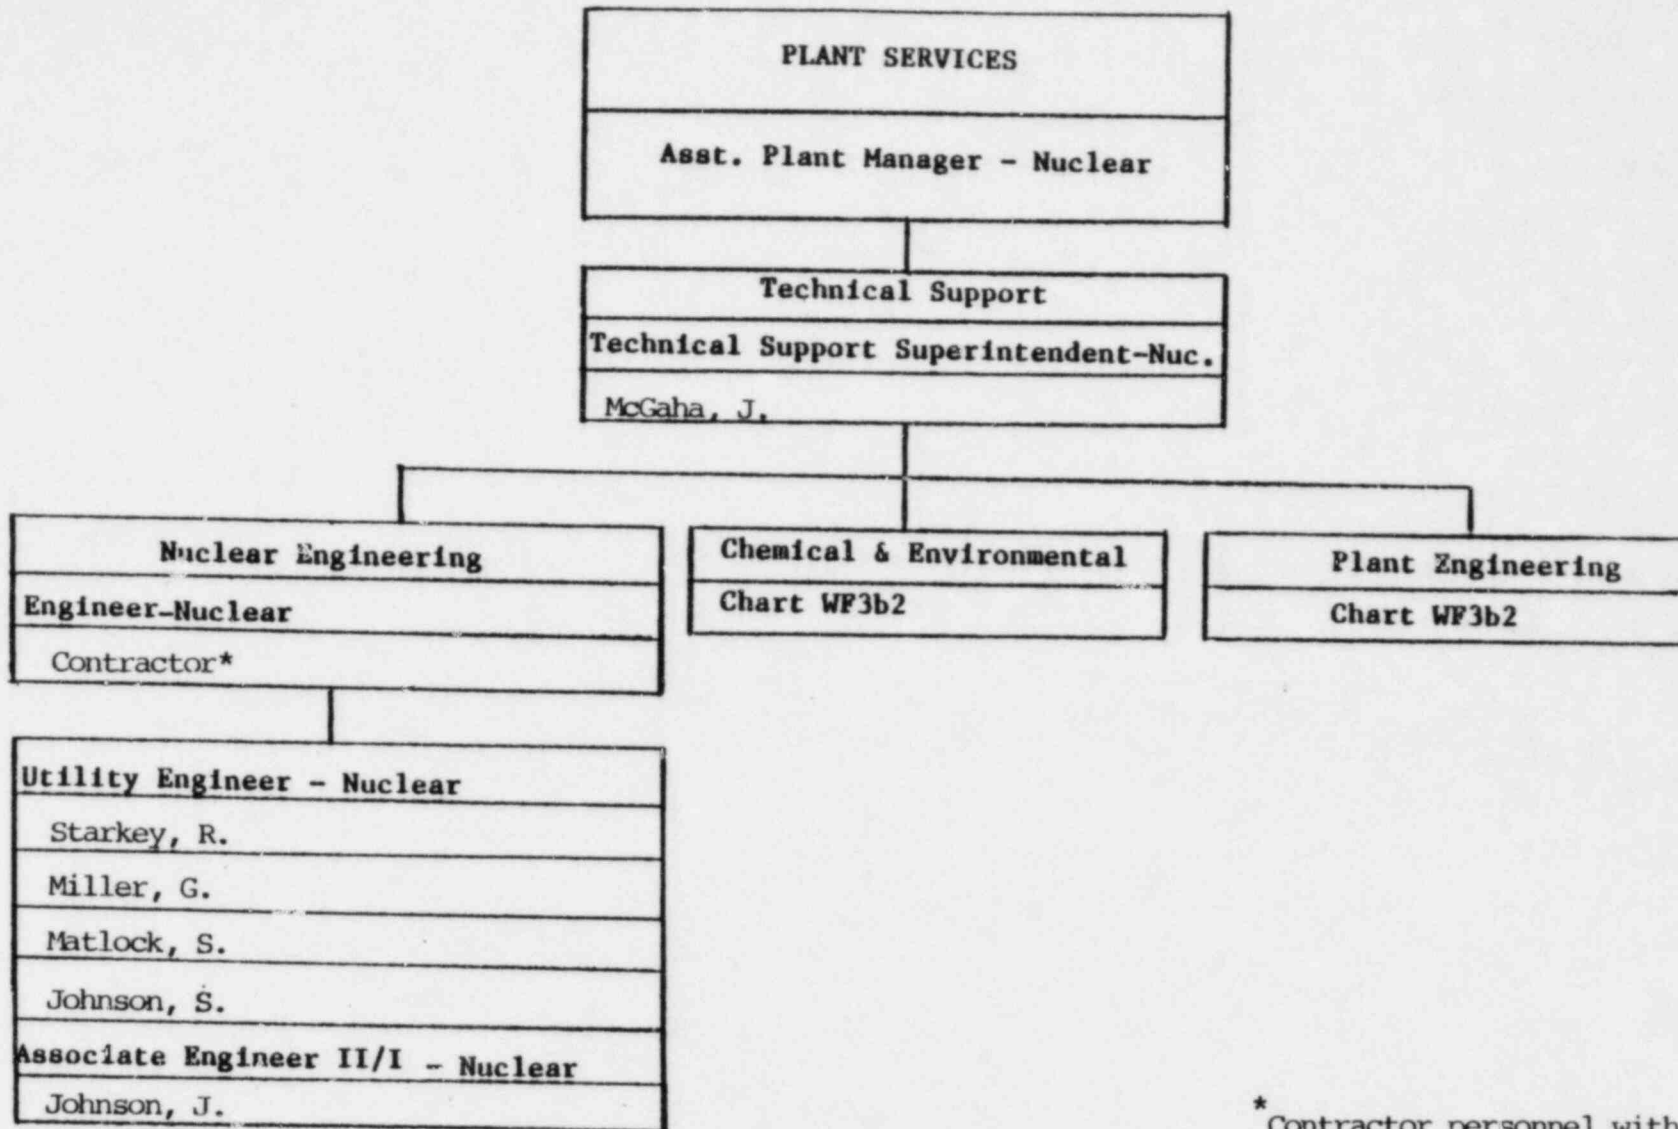 PLANT SERVICES
Asst. Plant Manager - Nuclear
Technical Support
Technical Support Superintendent-Nuc.
McGaha, J.
Nuclear Engineering
Engineer-Nuclear
Contractor*
Chemical & Environmental
Chart WF3b2
Plant Engineering
Chart WF3b2
Utility Engineer - Nuclear
Starkey, R.
Miller, G.
Matlock, S.
Johnson, S.
Associate Engineer II/I - Nuclear
Johnson, J.
*Contractor personnel with